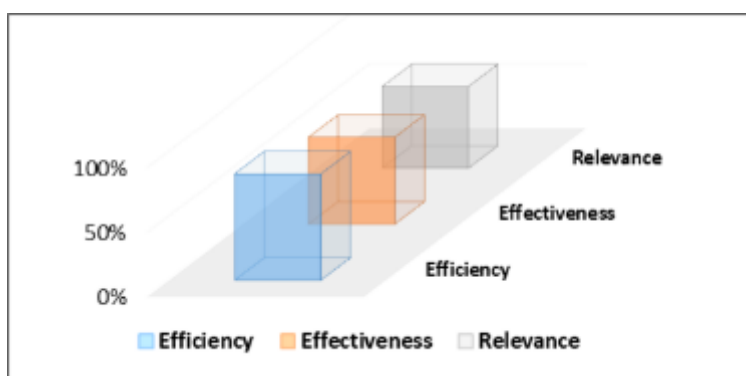 Relevance
100%
Effectiveness
50%
Efficiency
0%
Efficiency Effectiveness Relevance